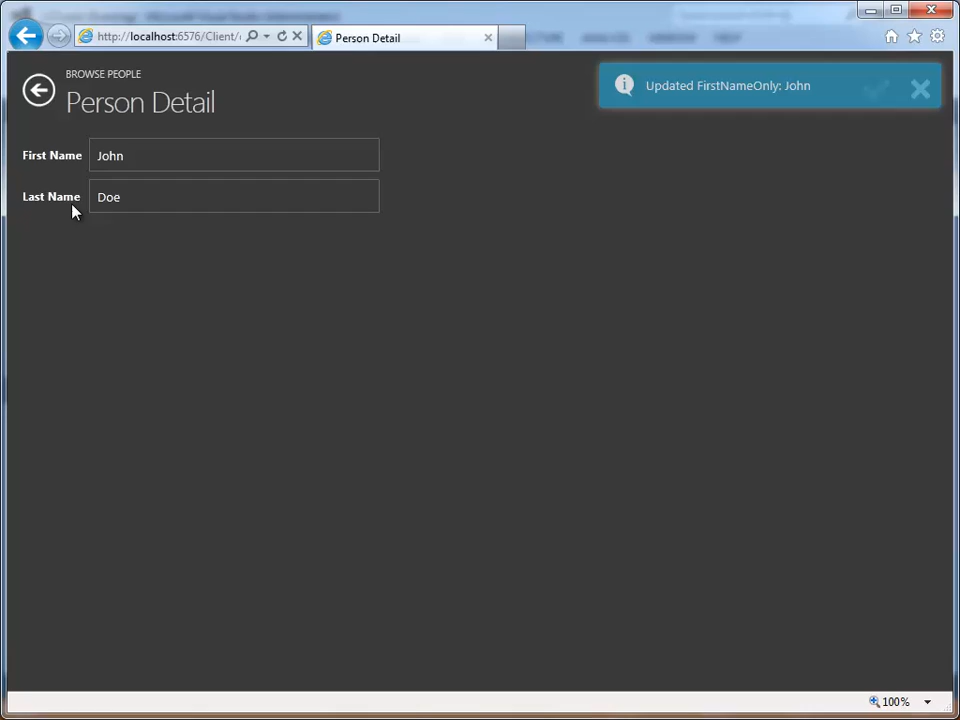 http://localhost:6576/Client/
Person Detail
BROWSE PEOPLE
Person Detail
Updated FirstNameOnly: John
First Name
John
Last Name
Doe
100%